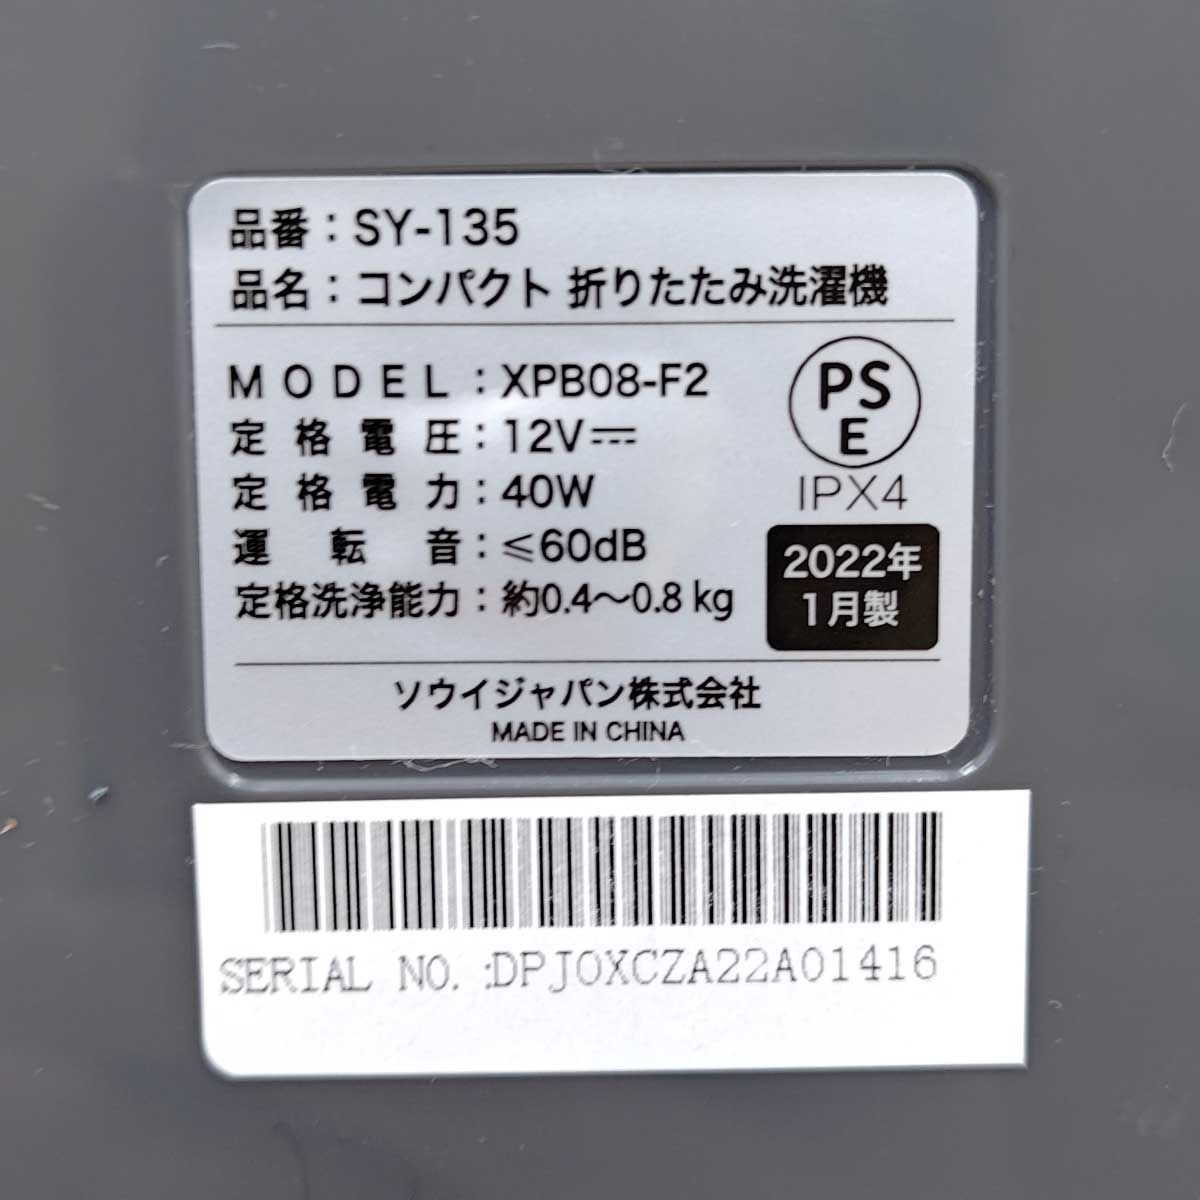 品番：SY-135
品名：コンパクト 折りたたみ洗濯機
MODEL：XPB08-F2
定格電圧：12V⎓
定格電力：40W
運転音：≤60dB
定格洗浄能力：約0.4～0.8 kg
PS
E
IPX4
2022年
1月製
ソウイジャパン株式会社
MADE IN CHINA
SERIAL NO. :DPJ0XCZA22A01416